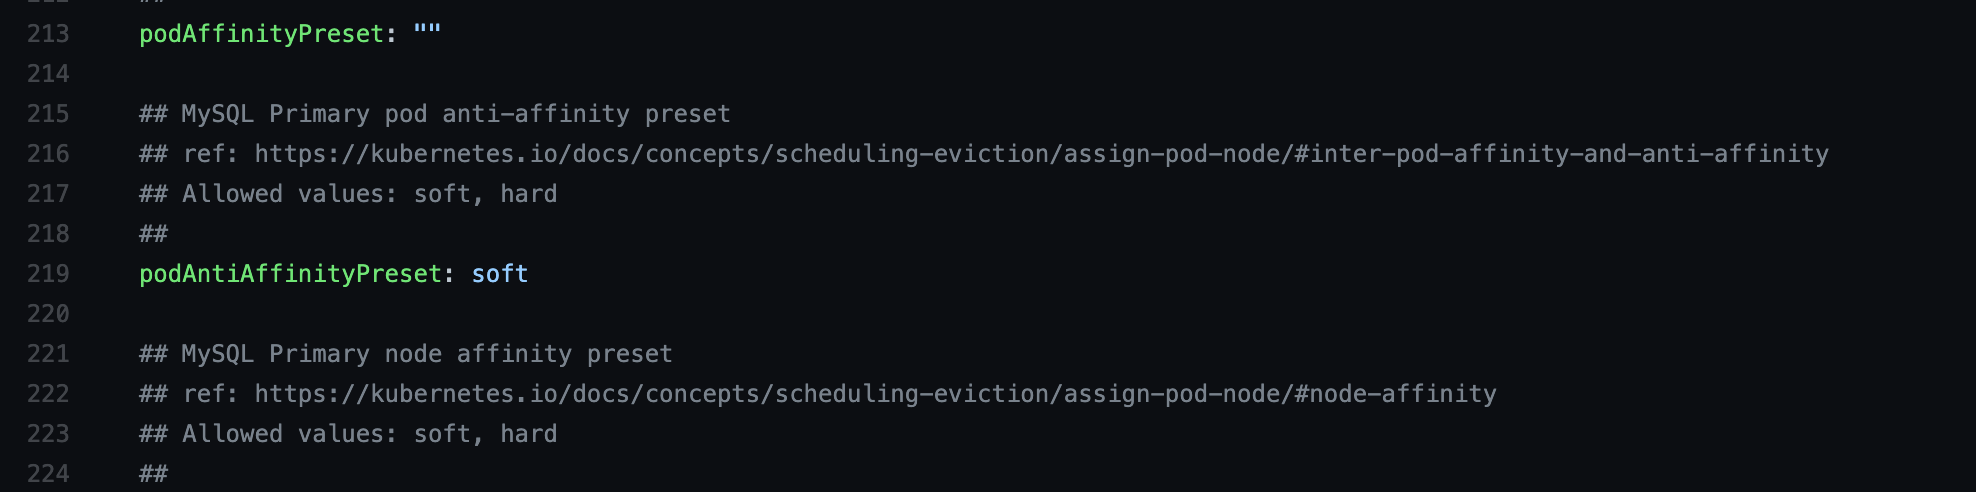 213 podAffinityPreset: ""
214
215 ## MySQL Primary pod anti-affinity preset
216 ## ref: https://kubernetes.io/docs/concepts/scheduling-eviction/assign-pod-node/#inter-pod-affinity-and-anti-affinity
217 ## Allowed values: soft, hard
218 ##
219 podAntiAffinityPreset: soft
220
221 ## MySQL Primary node affinity preset
222 ## ref: https://kubernetes.io/docs/concepts/scheduling-eviction/assign-pod-node/#node-affinity
223 ## Allowed values: soft, hard
224 ##